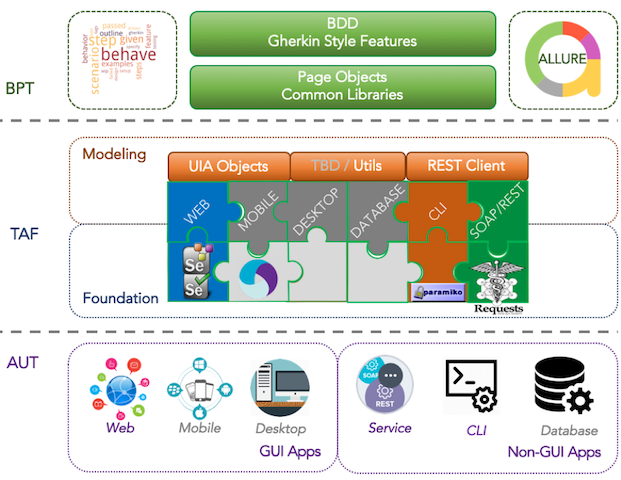 behavior
outline
passed
gherkin
step
given
feature
behave
scenario
examples
steps
BDD
Gherkin Style Features
ALLURE
BPT
Page Objects
Common Libraries
Modeling
UIA Objects
TBD / Utils
REST Client
WEB
MOBILE
DESKTOP
DATABASE
CLI
SOAP/REST
TAF
Se
Se
Foundation
paramiko
Requests
AUT
SOAP
REST
Web
Mobile
Desktop
Service
CLI
Database
GUI Apps
Non-GUI Apps